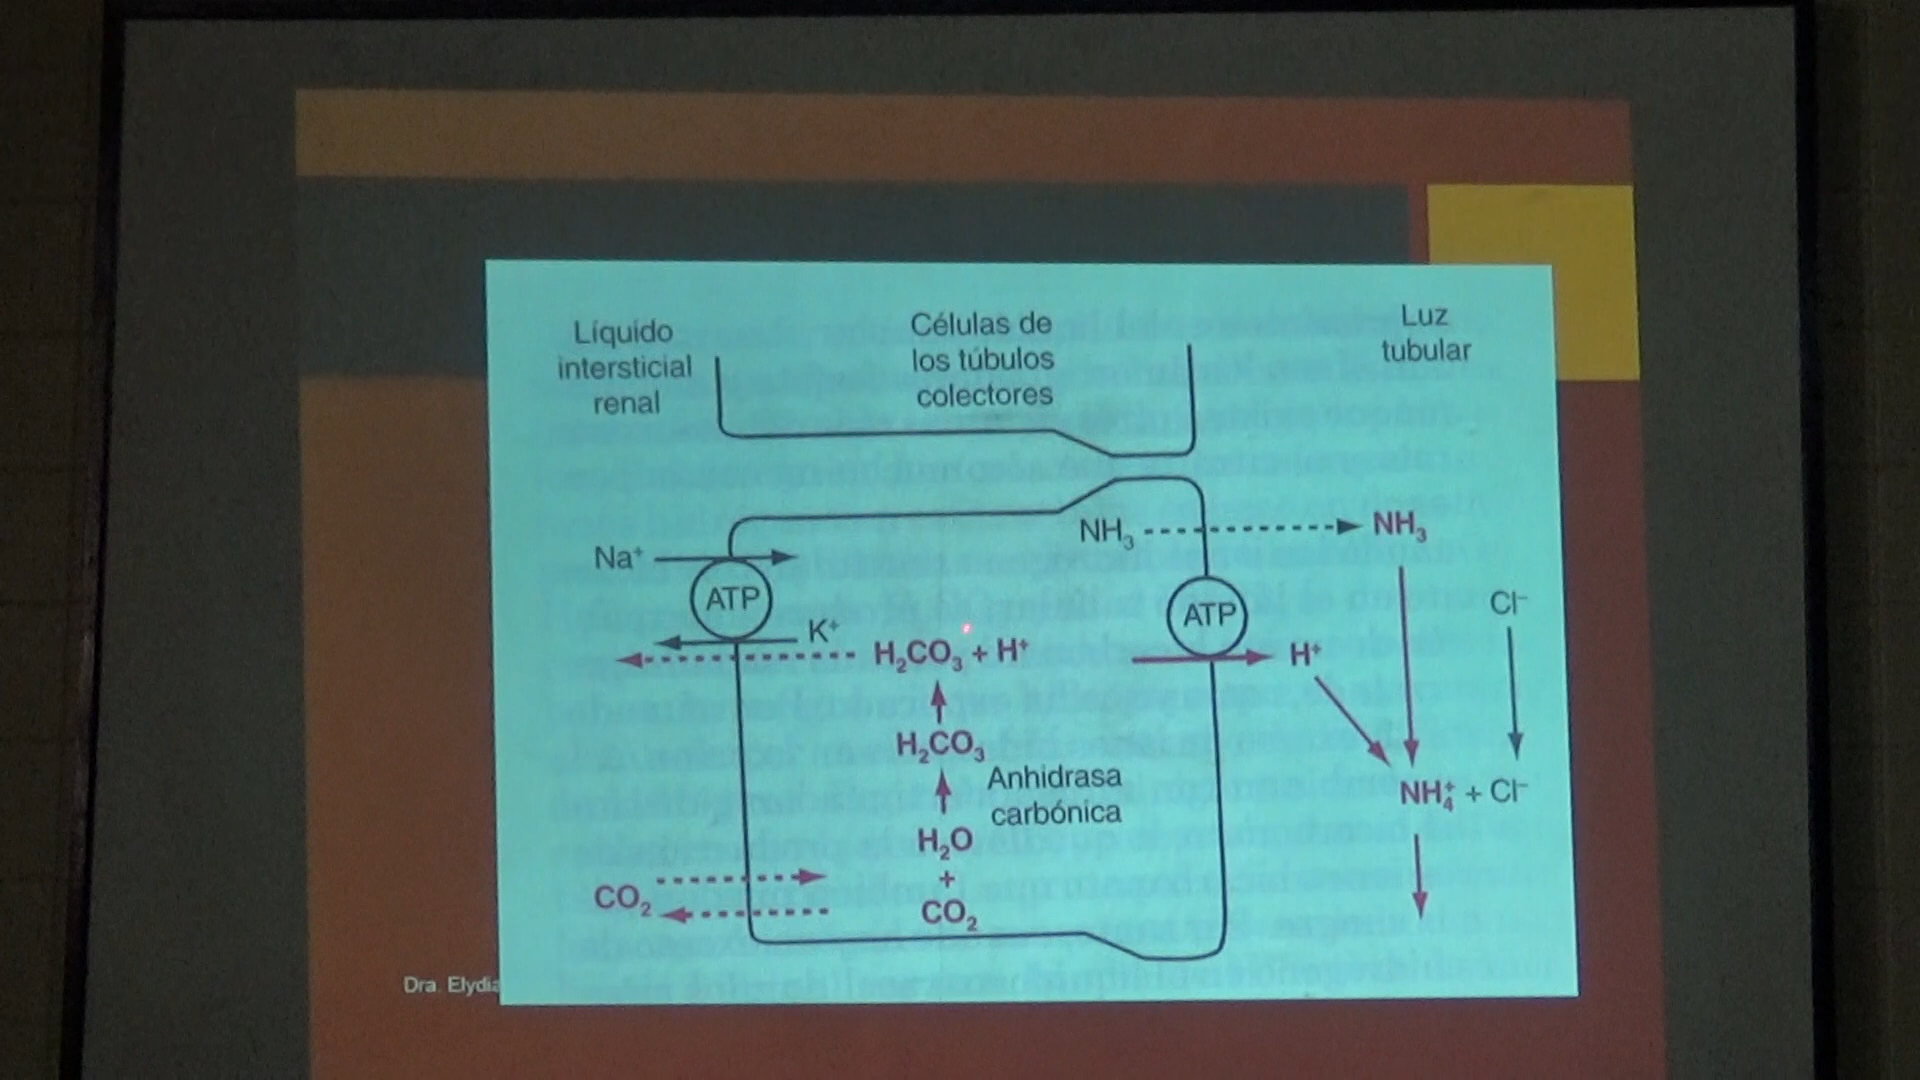 Líquido
intersticial
renal
Células de
los túbulos
colectores
Luz
tubular
NH₃
NH₃
Na⁺
ATP
K⁺
ATP
Cl⁻
H₂CO₃ + H⁺
H⁺
H₂CO₃
Anhidrasa
carbónica
NH₄⁺ + Cl⁻
H₂O
+
CO₂
CO₂
Dra. Elydia